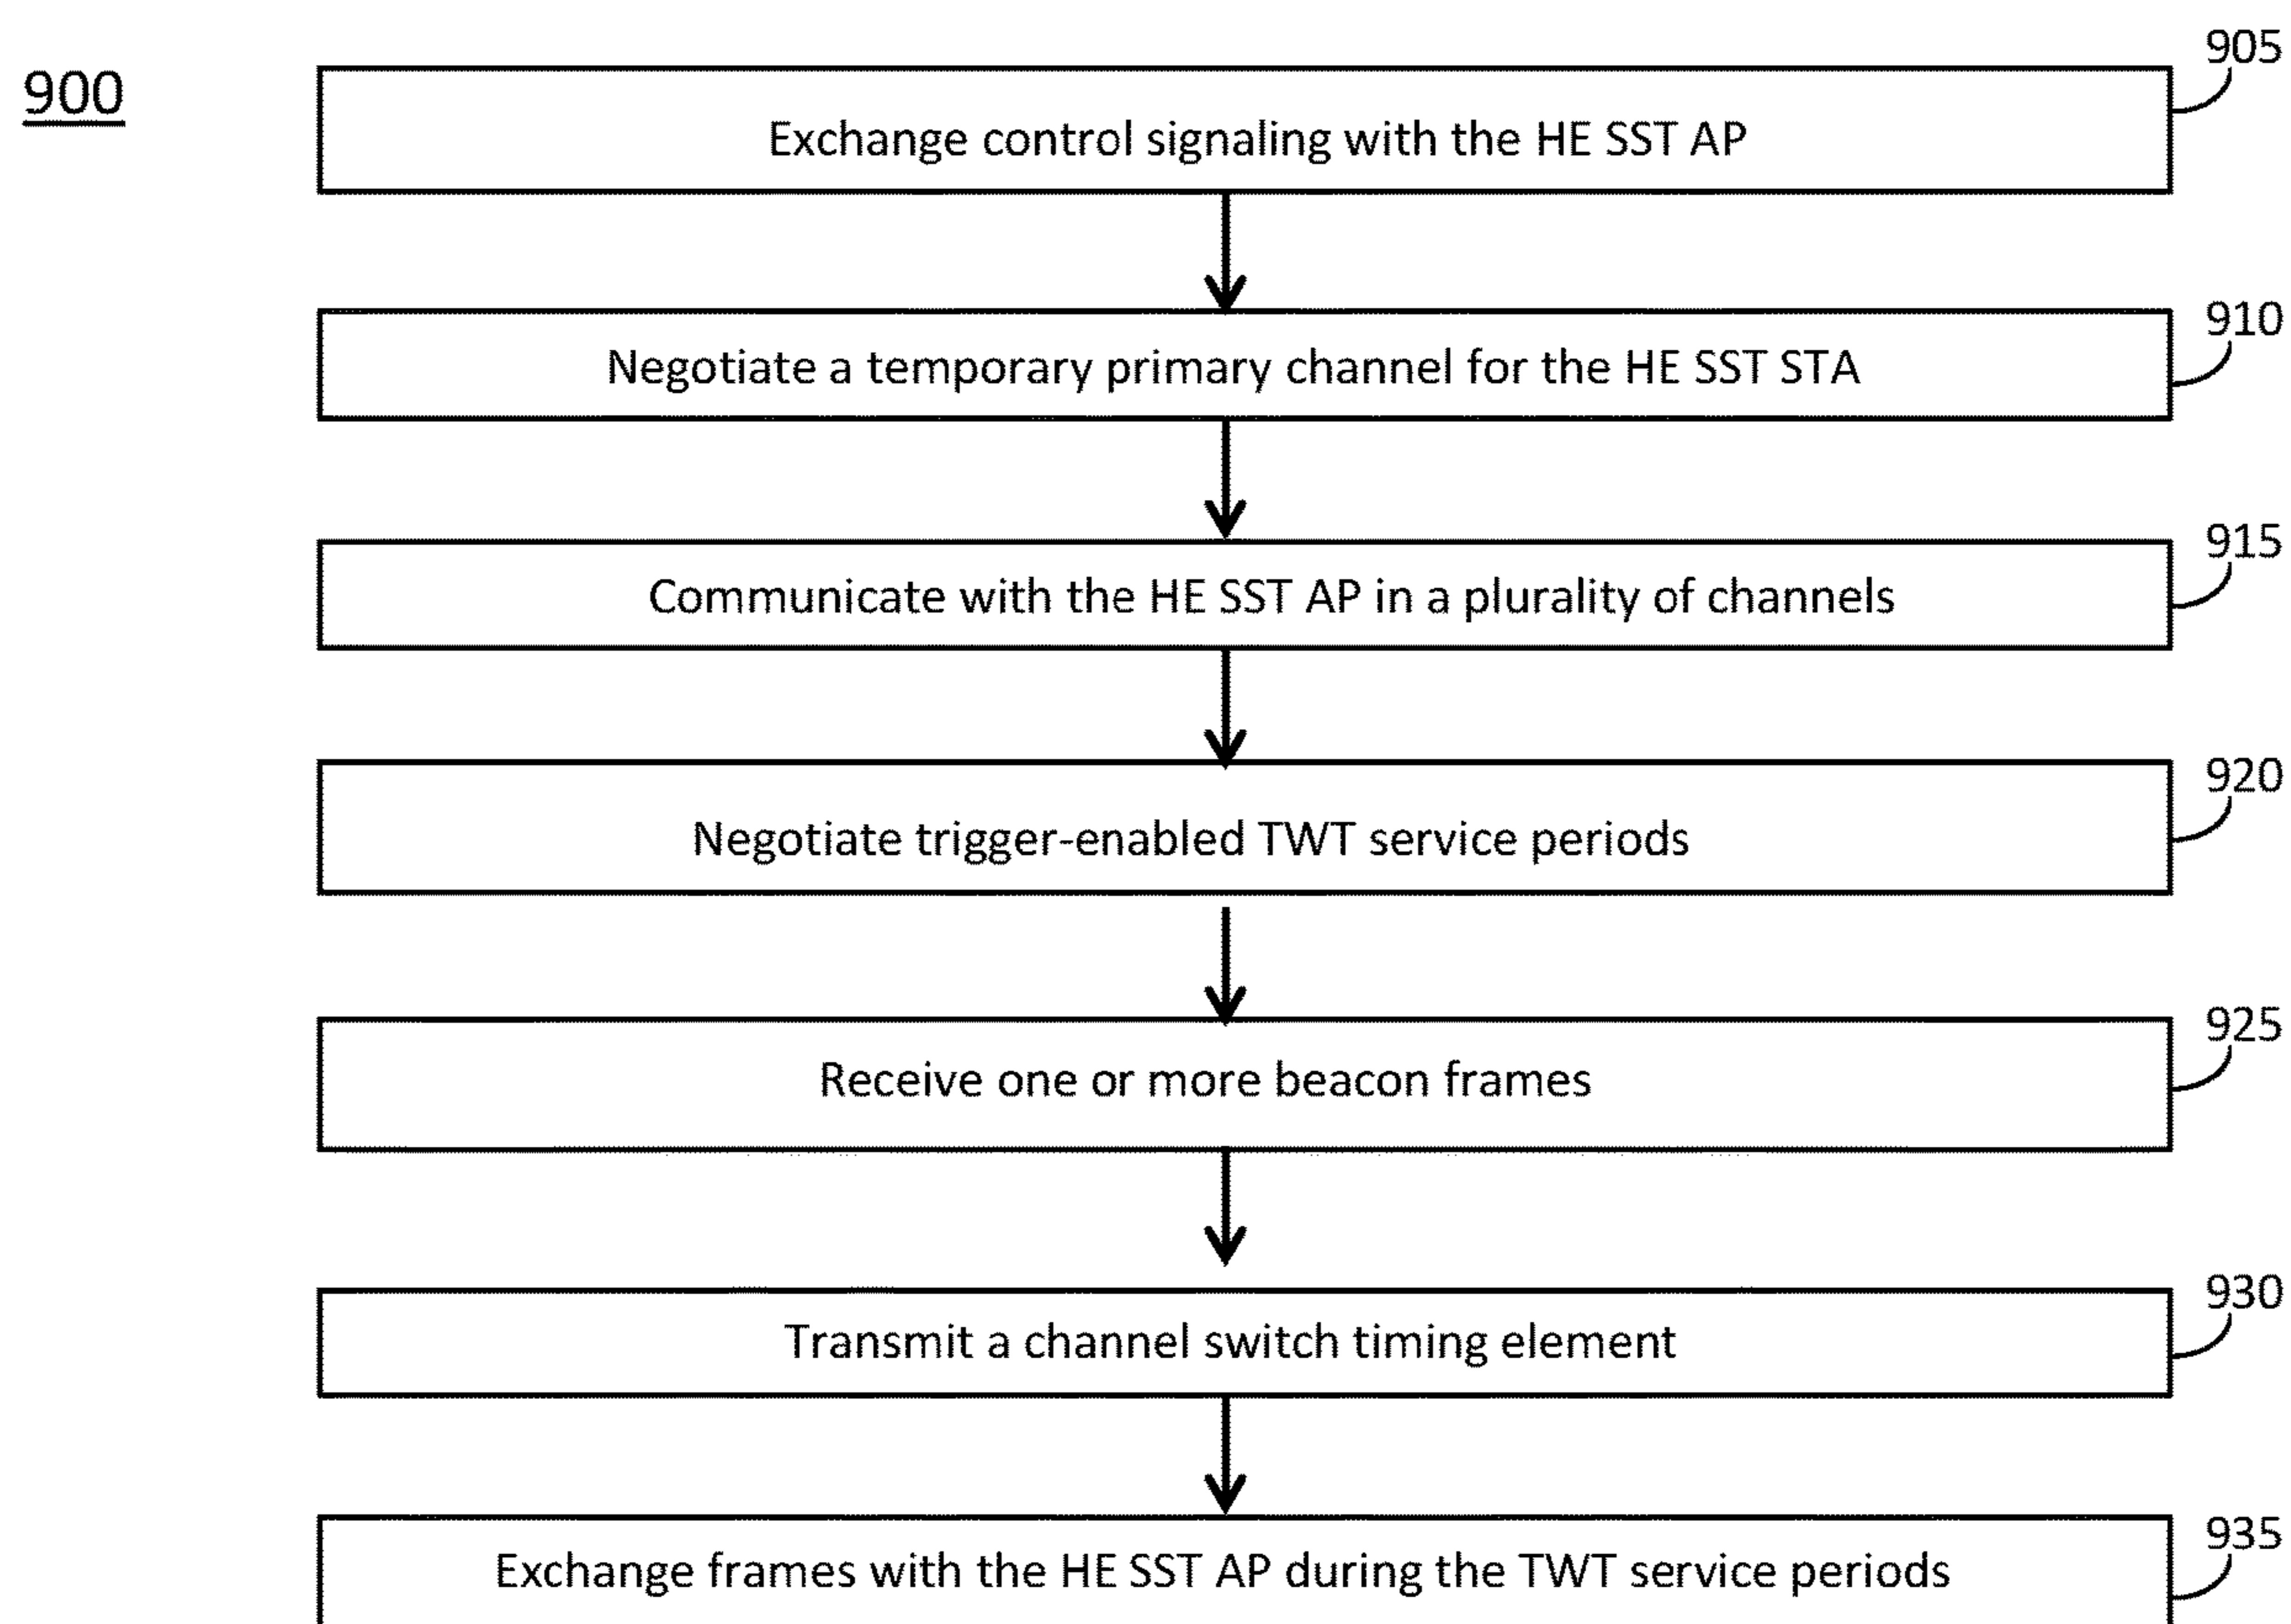 900
905
Exchange control signaling with the HE SST AP
910
Negotiate a temporary primary channel for the HE SST STA
915
Communicate with the HE SST AP in a plurality of channels
920
Negotiate trigger-enabled TWT service periods
925
Receive one or more beacon frames
930
Transmit a channel switch timing element
935
Exchange frames with the HE SST AP during the TWT service periods